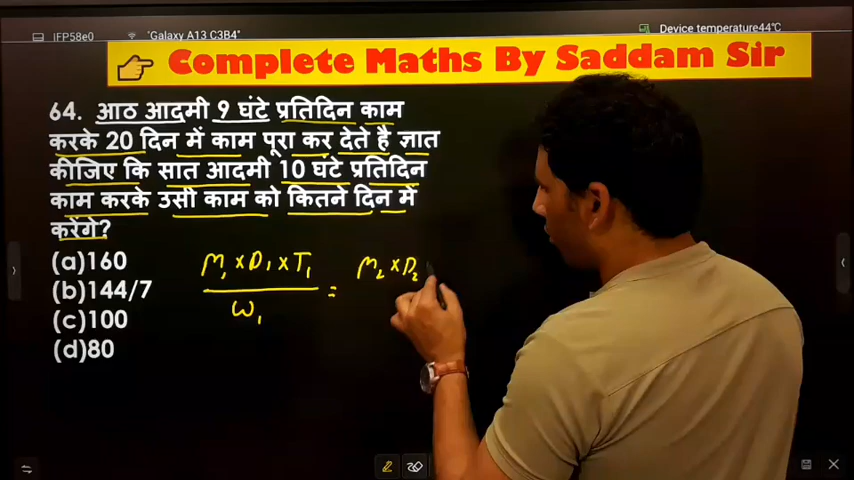 IFP58e0
"Galaxy A13 C3B4"
Device temperature44℃
Complete Maths By Saddam Sir
64. आठ आदमी 9 घंटे प्रतिदिन काम
करके 20 दिन में काम पूरा कर देते है ज्ञात
कीजिए कि सात आदमी 10 घंटे प्रतिदिन
काम करके उसी काम को कितने दिन में
करेंगे?
(a)160
(b)144/7
(c)100
(d)80
M₁×D₁×T₁ = M₂×D₂
W₁